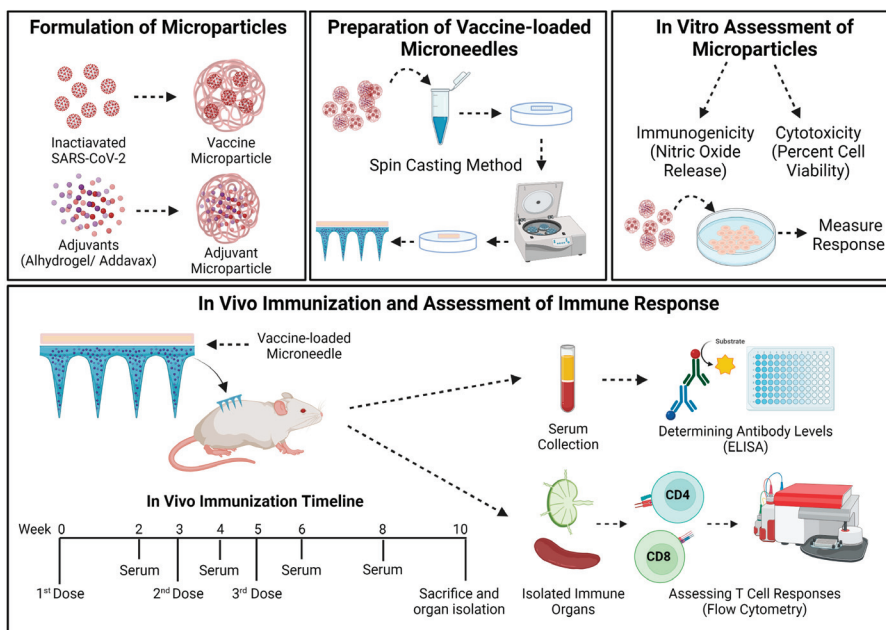 Formulation of Microparticles
Inactiavated
SARS-CoV-2
Vaccine
Microparticle
Adjuvants
(Alhydrogel/ Addavax)
Adjuvant
Microparticle
Preparation of Vaccine-loaded
Microneedles
Spin Casting Method
In Vitro Assessment of
Microparticles
Immunogenicity
(Nitric Oxide
Release)
Cytotoxicity
(Percent Cell
Viability)
Measure
Response
In Vivo Immunization and Assessment of Immune Response
Vaccine-loaded
Microneedle
Serum
Collection
Substrate
Determining Antibody Levels
(ELISA)
In Vivo Immunization Timeline
Week 0 2 3 4 5 6 8 10
Serum Serum Serum Serum
1st Dose 2nd Dose 3rd Dose
Sacrifice and
organ isolation
Isolated Immune
Organs
CD4
CD8
Assessing T Cell Responses
(Flow Cytometry)